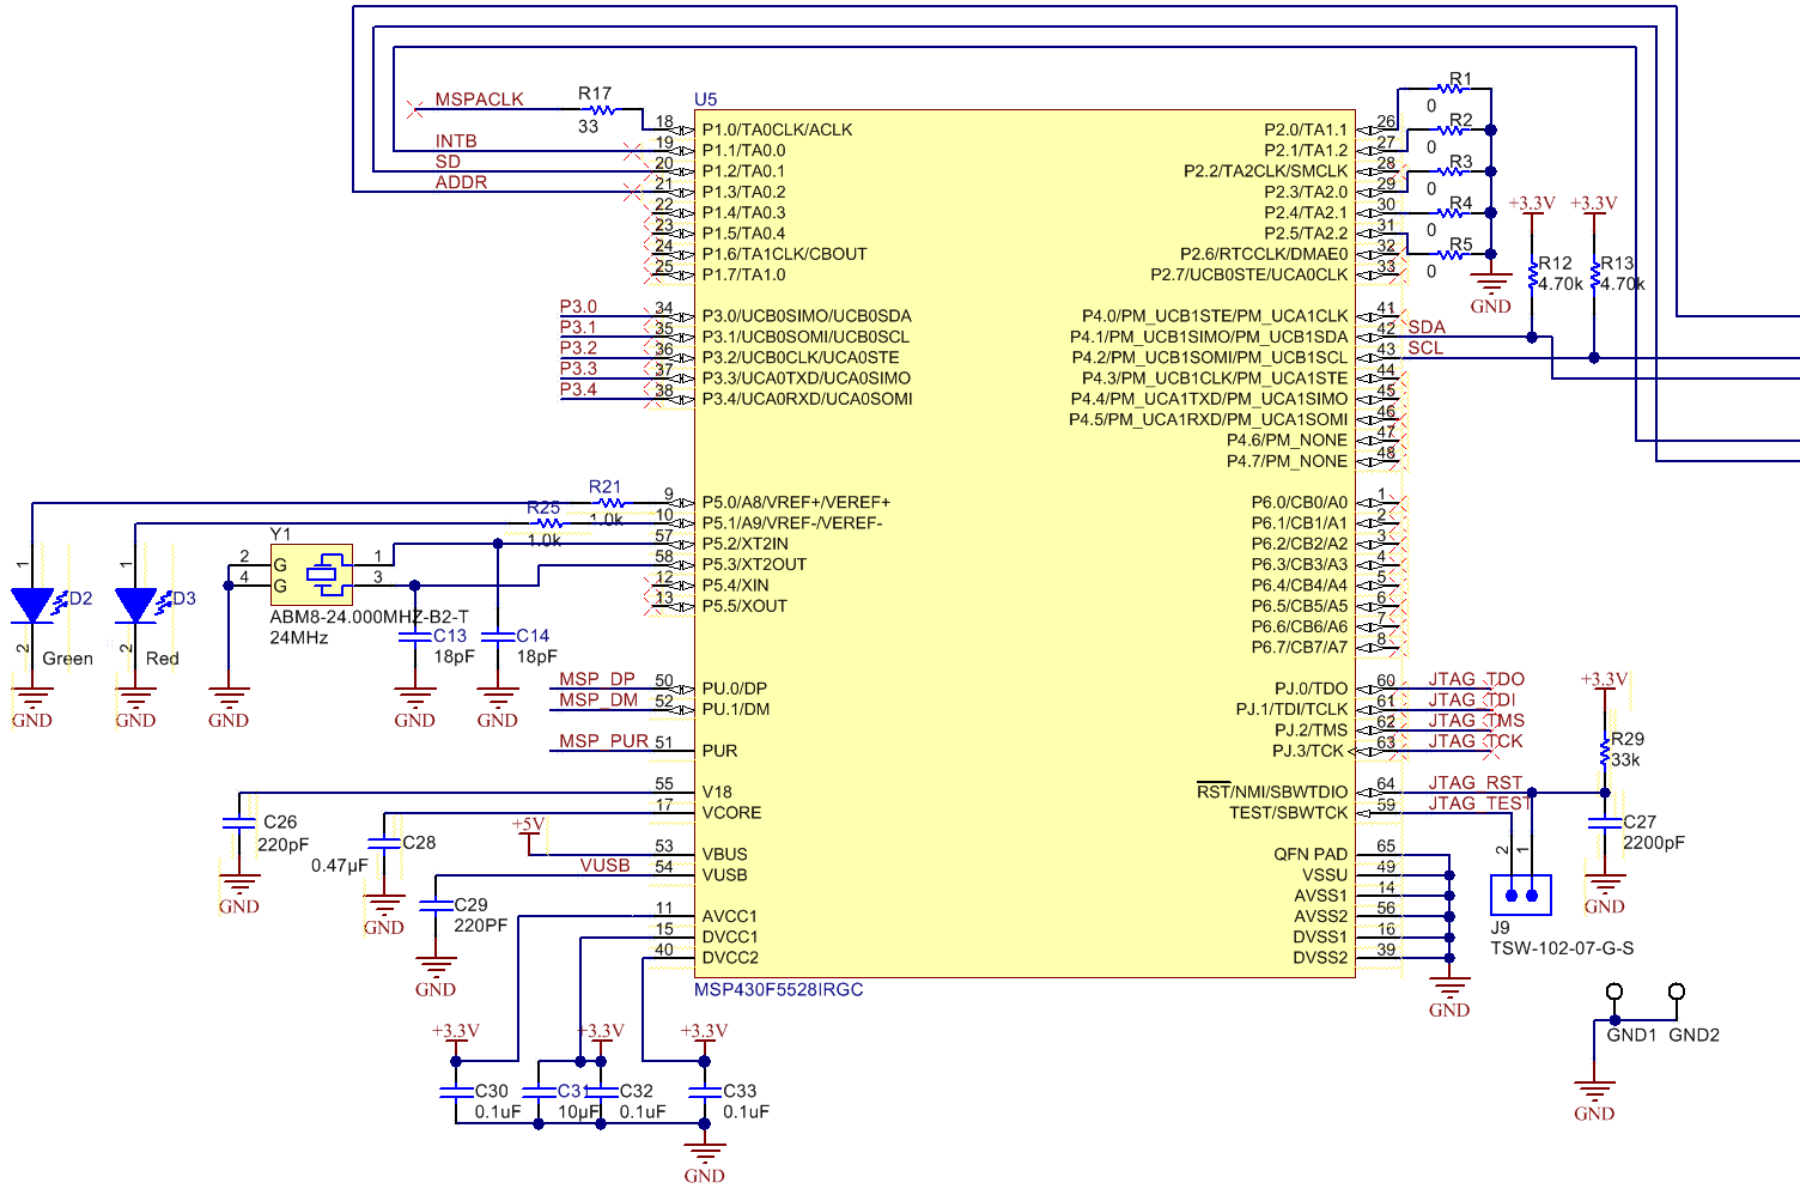 MSPACLK
R17
33
INTB
SD
ADDR
U5
18 P1.0/TA0CLK/ACLK
19 P1.1/TA0.0
20 P1.2/TA0.1
21 P1.3/TA0.2
22 P1.4/TA0.3
23 P1.5/TA0.4
24 P1.6/TA1CLK/CBOUT
25 P1.7/TA1.0
P3.0 34 P3.0/UCB0SIMO/UCB0SDA
P3.1 35 P3.1/UCB0SOMI/UCB0SCL
P3.2 36 P3.2/UCB0CLK/UCA0STE
P3.3 37 P3.3/UCA0TXD/UCA0SIMO
P3.4 38 P3.4/UCA0RXD/UCA0SOMI
R21
1.0k
R25
1.0k
9 P5.0/A8/VREF+/VEREF+
10 P5.1/A9/VREF-/VEREF-
57 P5.2/XT2IN
58 P5.3/XT2OUT
12 P5.4/XIN
13 P5.5/XOUT
Y1
2 G 1
4 G 3
ABM8-24.000MHZ-B2-T
24MHz
1
D2
2
Green
GND
1
D3
2
Red
GND
GND
C13
18pF
GND
C14
18pF
GND
MSP_DP 50 PU.0/DP
MSP_DM 52 PU.1/DM
MSP_PUR 51 PUR
55 V18
17 VCORE
+5V
53 VBUS
VUSB 54 VUSB
11 AVCC1
15 DVCC1
40 DVCC2
C26
220pF
GND
C28
0.47µF
GND
C29
220PF
GND
MSP430F5528IRGC
+3.3V
+3.3V
+3.3V
C30
0.1uF
C31
10µF
C32
0.1uF
C33
0.1uF
GND
P2.0/TA1.1 26
P2.1/TA1.2 27
P2.2/TA2CLK/SMCLK 28
P2.3/TA2.0 29
P2.4/TA2.1 30
P2.5/TA2.2 31
P2.6/RTCCLK/DMAE0 32
P2.7/UCB0STE/UCA0CLK 33
R1
0
R2
0
R3
0
R4
0
R5
0
GND
+3.3V
+3.3V
R12
4.70k
R13
4.70k
P4.0/PM_UCB1STE/PM_UCA1CLK 41
P4.1/PM_UCB1SIMO/PM_UCB1SDA 42 SDA
P4.2/PM_UCB1SOMI/PM_UCB1SCL 43 SCL
P4.3/PM_UCB1CLK/PM_UCA1STE 44
P4.4/PM_UCA1TXD/PM_UCA1SIMO 45
P4.5/PM_UCA1RXD/PM_UCA1SOMI 46
P4.6/PM_NONE 47
P4.7/PM_NONE 48
P6.0/CB0/A0 1
P6.1/CB1/A1 2
P6.2/CB2/A2 3
P6.3/CB3/A3 4
P6.4/CB4/A4 5
P6.5/CB5/A5 6
P6.6/CB6/A6 7
P6.7/CB7/A7 8
PJ.0/TDO 60 JTAG_TDO
PJ.1/TDI/TCLK 61 JTAG_TDI
PJ.2/TMS 62 JTAG_TMS
PJ.3/TCK 63 JTAG_TCK
RST/NMI/SBWTDIO 64 JTAG_RST
TEST/SBWTCK 59 JTAG_TEST
QFN PAD 65
VSSU 49
AVSS1 14
AVSS2 56
DVSS1 16
DVSS2 39
GND
+3.3V
R29
33k
C27
2200pF
GND
2
1
J9
TSW-102-07-G-S
GND1
GND2
GND